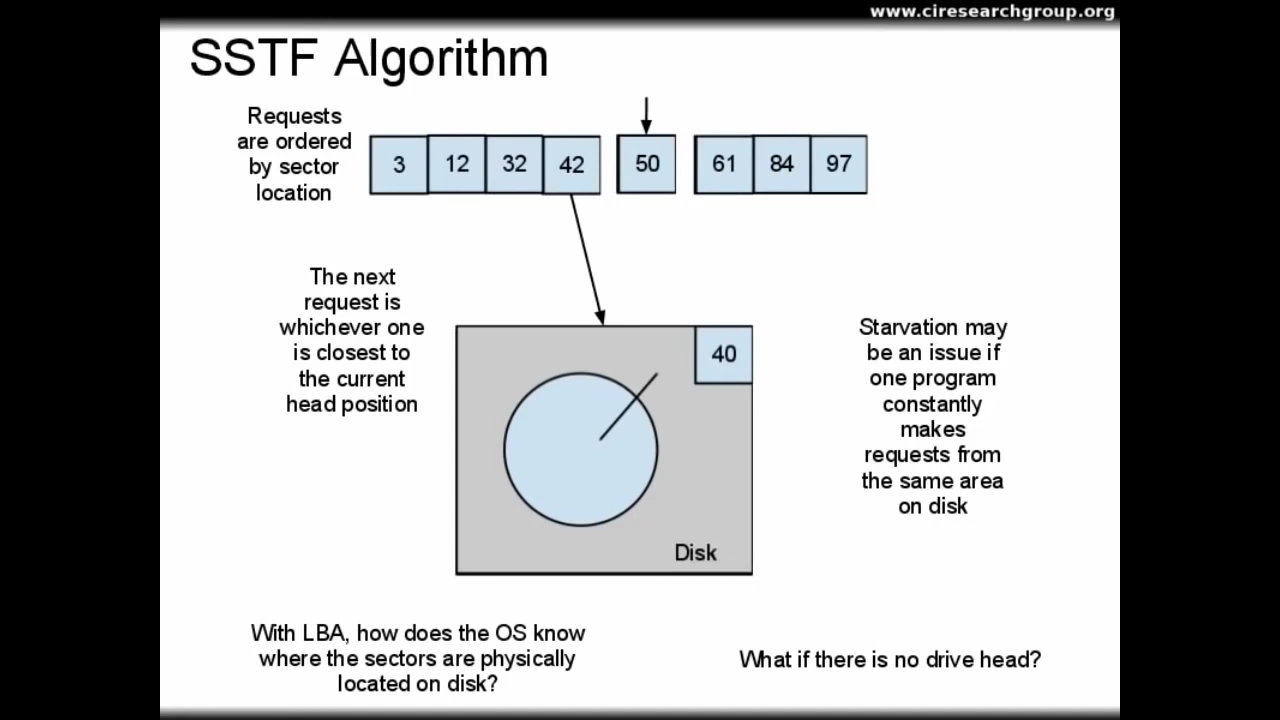 www.ciresearchgroup.org
SSTF Algorithm
Requests
are ordered
by sector
location
3 12 32 42 50 61 84 97
The next
request is
whichever one
is closest to
the current
head position
40
Disk
Starvation may
be an issue if
one program
constantly
makes
requests from
the same area
on disk
With LBA, how does the OS know
where the sectors are physically
located on disk?
What if there is no drive head?